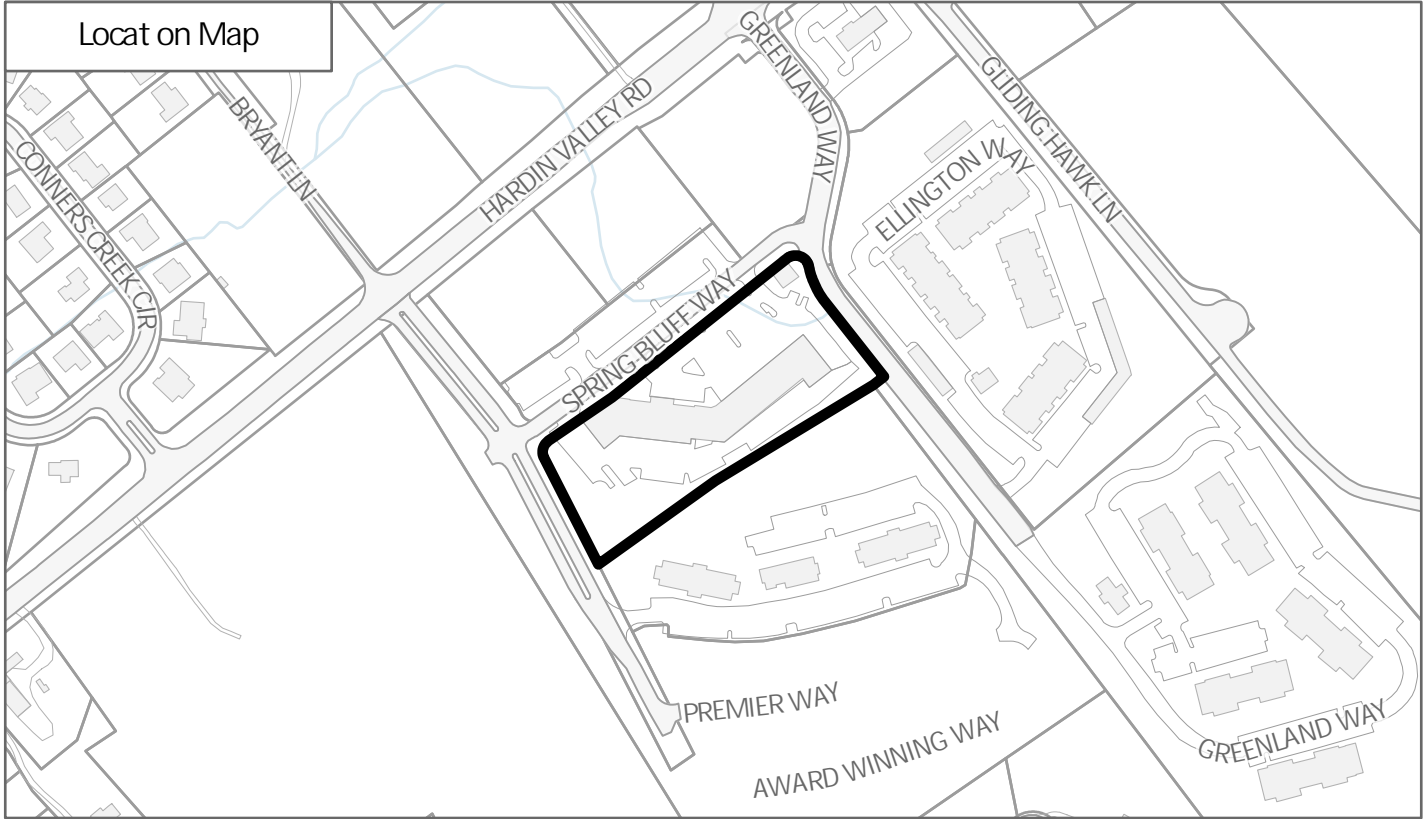 Locat on Map
GREENLAND WAY
GLIDING HAWK LN
BRYANT LN
HARDIN VALLEY RD
CONNERS CREEK CIR
ELLINGTON WAY
SPRING BLUFF WAY
PREMIER WAY
GREENLAND WAY
AWARD WINNING WAY